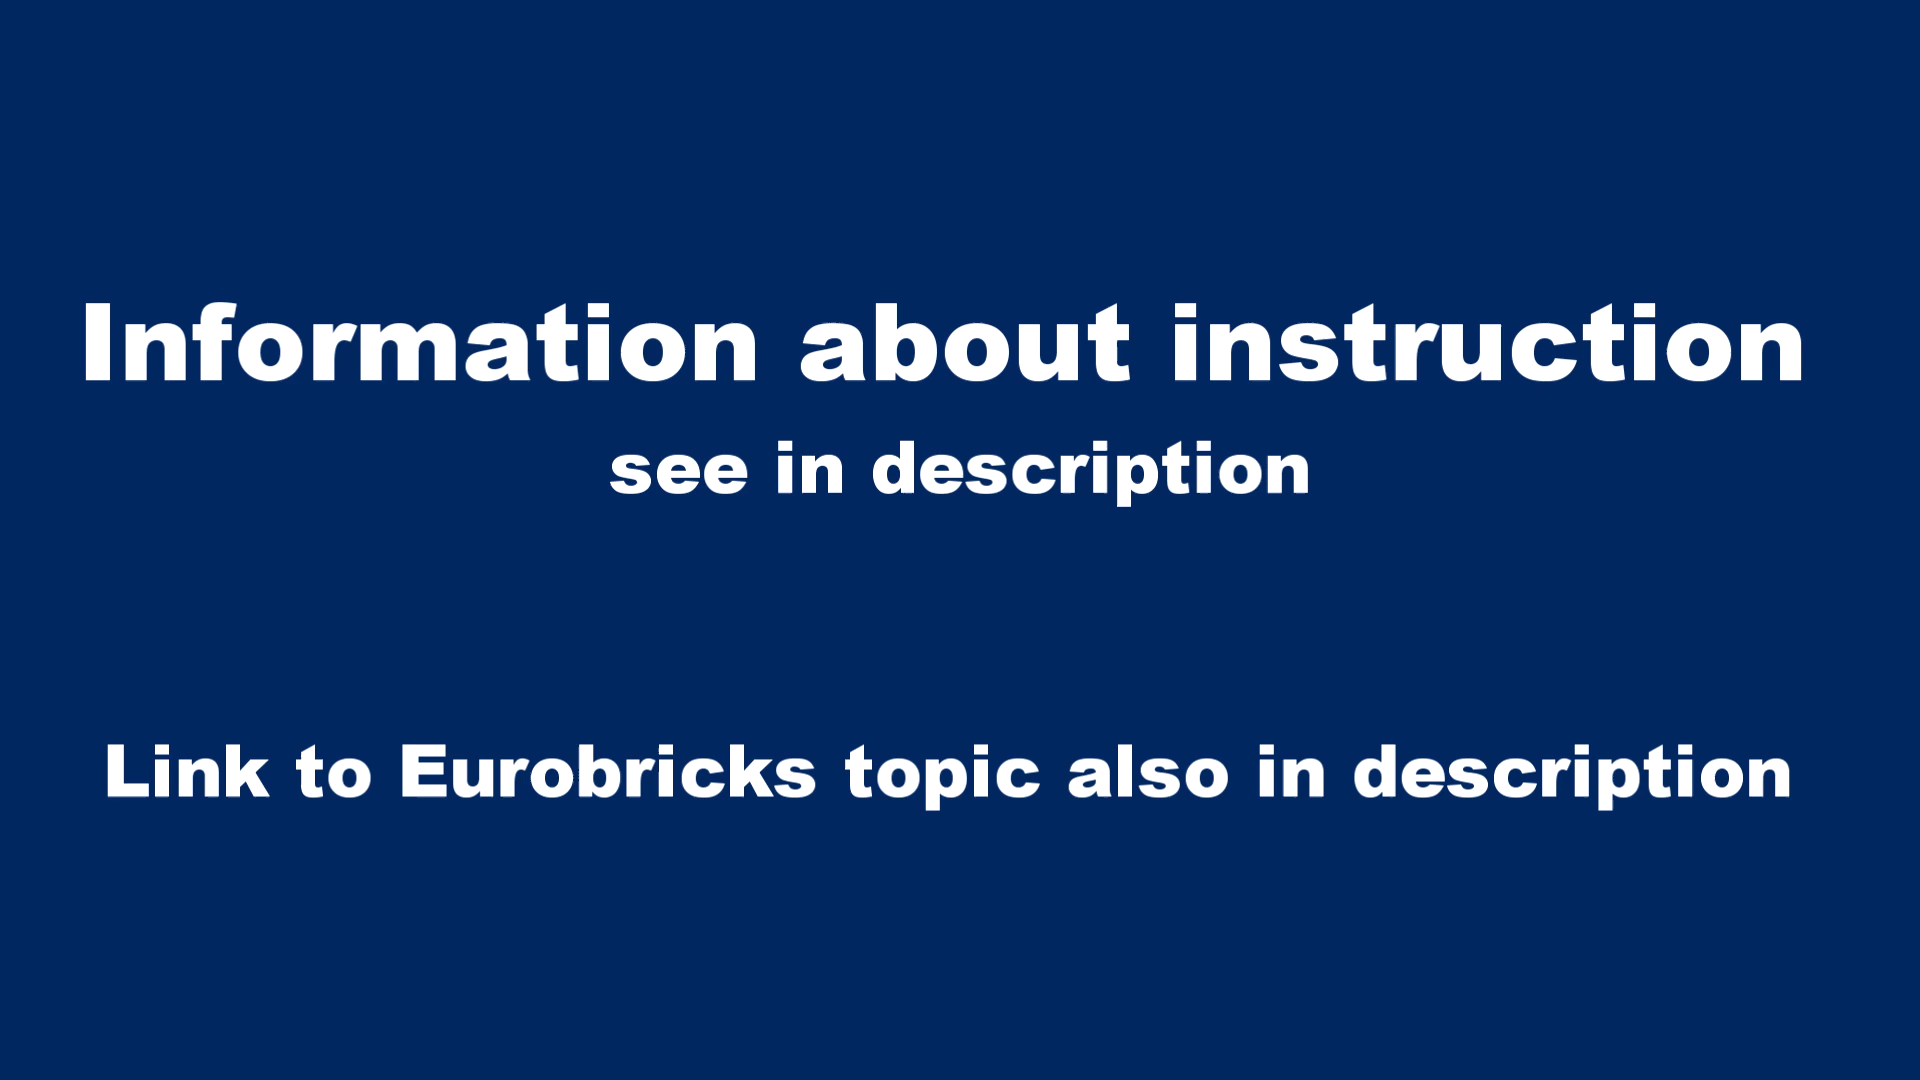 Information about instruction
see in description
Link to Eurobricks topic also in description